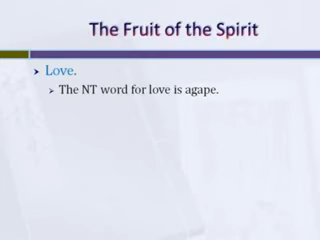 The Fruit of the Spirit
Love.
The NT word for love is agape.